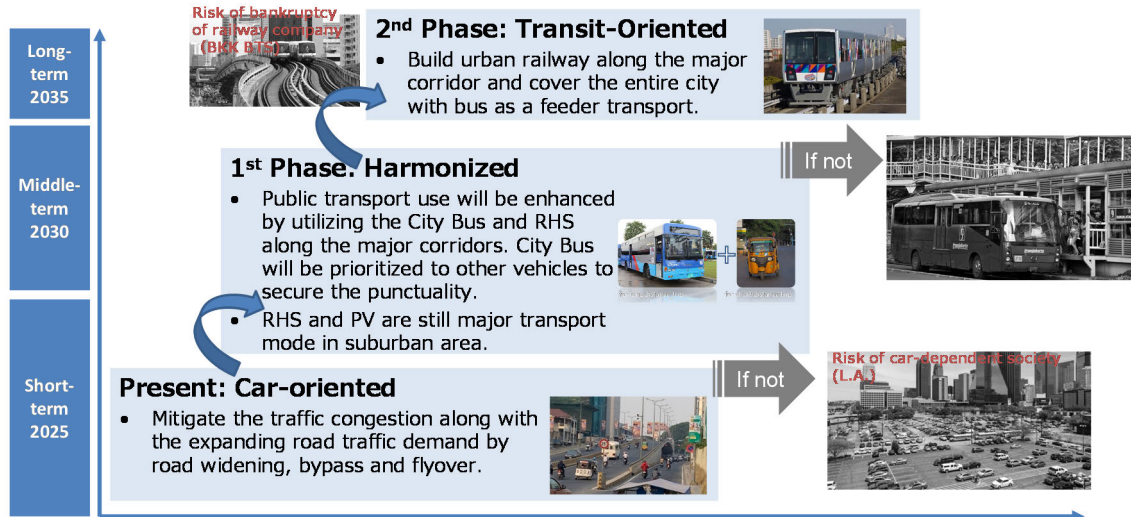 Long-
term
2035
Middle-
term
2030
Short-
term
2025
Risk of bankruptcy
of railway company
(BKK BTS)
2nd Phase: Transit-Oriented
• Build urban railway along the major
corridor and cover the entire city
with bus as a feeder transport.
1st Phase: Harmonized
• Public transport use will be enhanced
by utilizing the City Bus and RHS
along the major corridors. City Bus
will be prioritized to other vehicles to
secure the punctuality.
• RHS and PV are still major transport
mode in suburban area.
If not
Present: Car-oriented
• Mitigate the traffic congestion along with
the expanding road traffic demand by
road widening, bypass and flyover.
If not
Risk of car-dependent society
(L.A.)